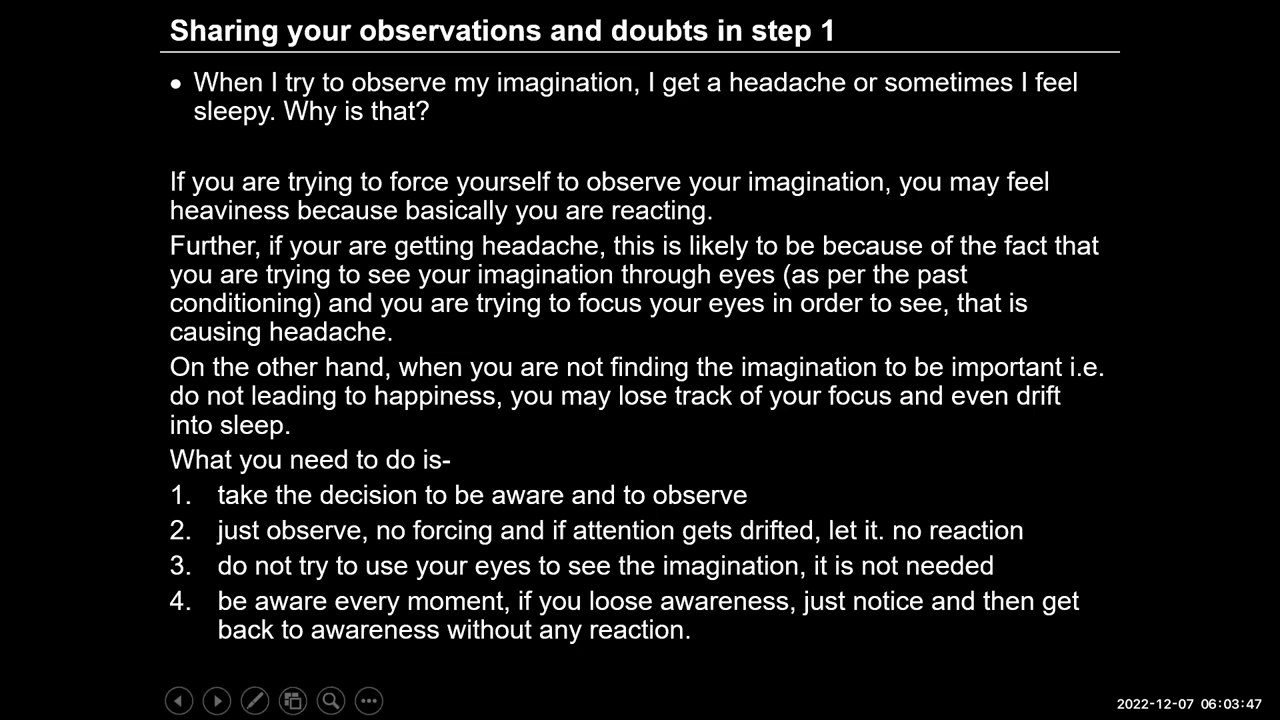 Sharing your observations and doubts in step 1
• When I try to observe my imagination, I get a headache or sometimes I feel
sleepy. Why is that?
If you are trying to force yourself to observe your imagination, you may feel
heaviness because basically you are reacting.
Further, if your are getting headache, this is likely to be because of the fact that
you are trying to see your imagination through eyes (as per the past
conditioning) and you are trying to focus your eyes in order to see, that is
causing headache.
On the other hand, when you are not finding the imagination to be important i.e.
do not leading to happiness, you may lose track of your focus and even drift
into sleep.
What you need to do is-
1. take the decision to be aware and to observe
2. just observe, no forcing and if attention gets drifted, let it. no reaction
3. do not try to use your eyes to see the imagination, it is not needed
4. be aware every moment, if you loose awareness, just notice and then get
back to awareness without any reaction.
2022-12-07 06:03:47